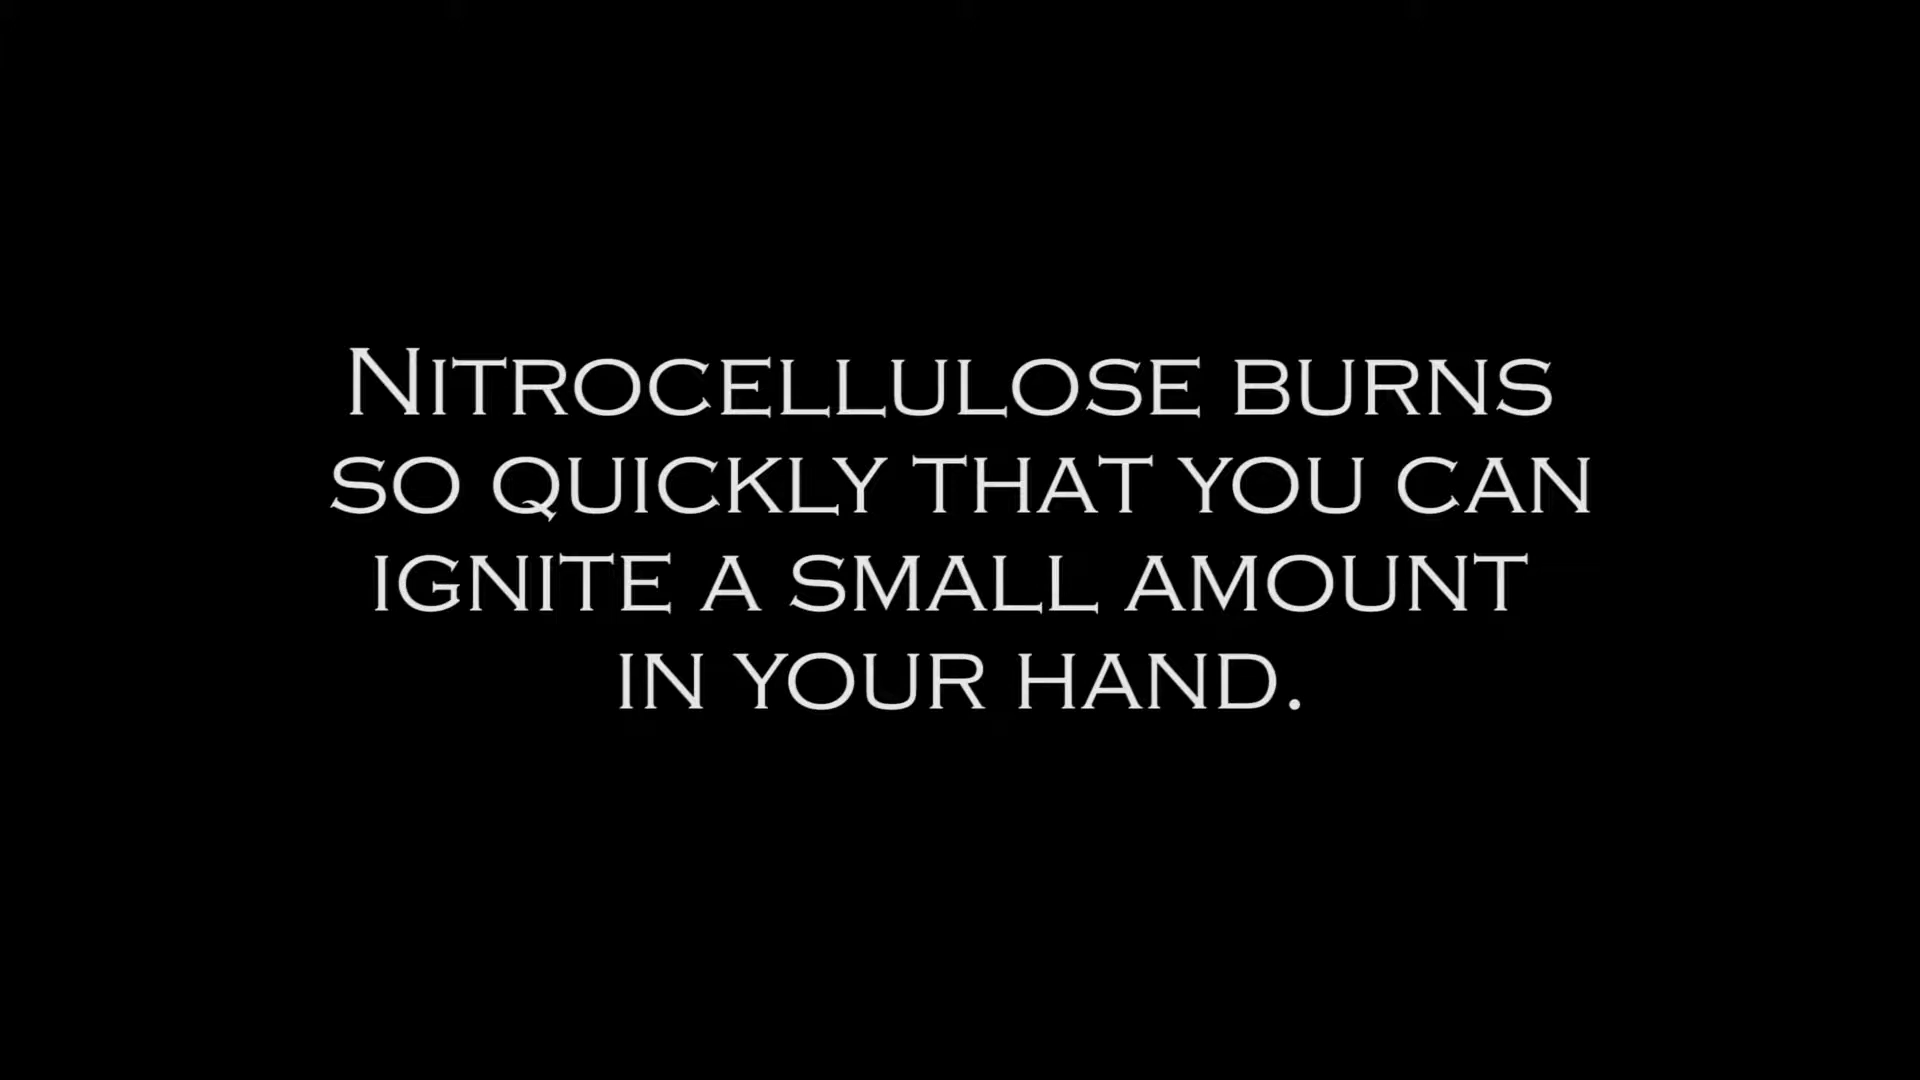 Nitrocellulose burns
so quickly that you can
ignite a small amount
in your hand.